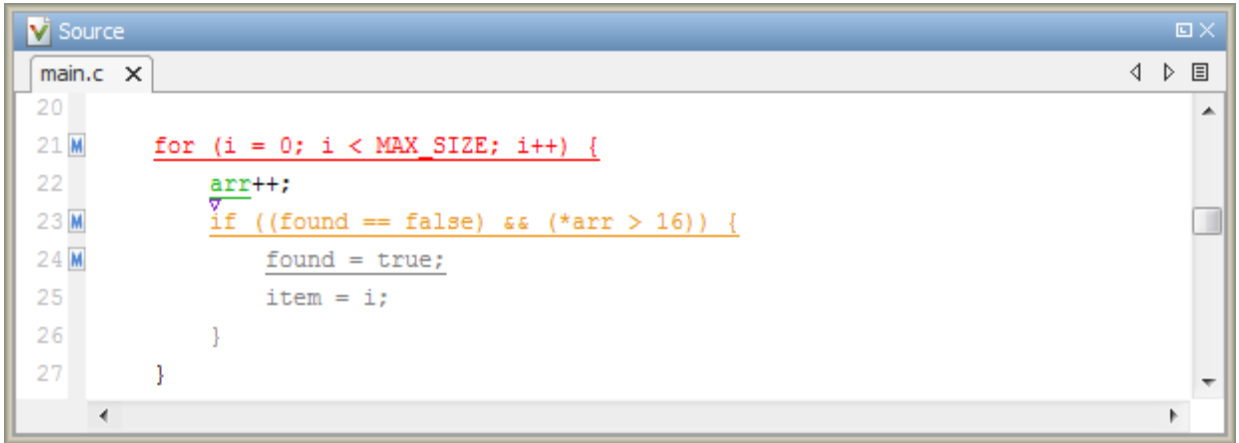 Source
main.c
20
21 M for (i = 0; i < MAX_SIZE; i++) {
22 arr++;
23 M if ((found == false) && (*arr > 16)) {
24 M found = true;
25 item = i;
26 }
27 }